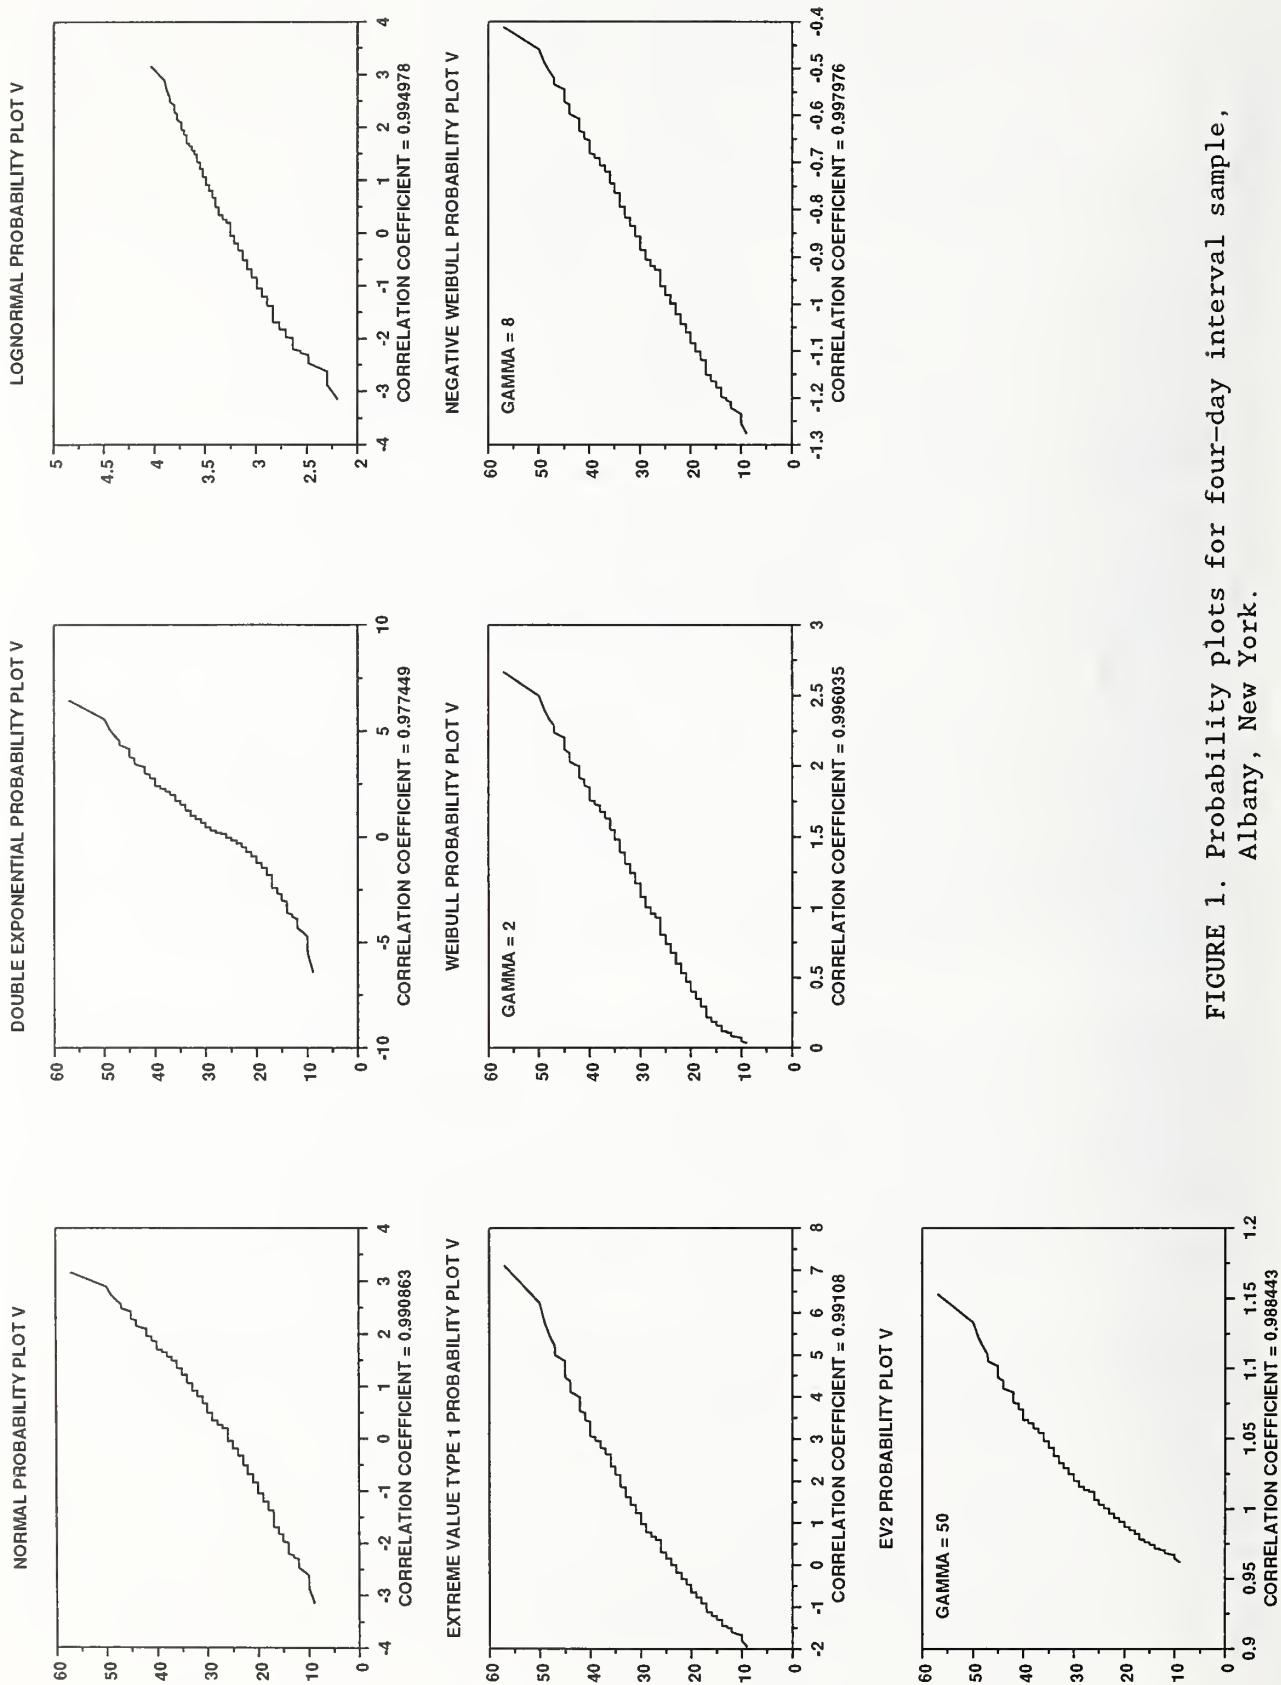 NORMAL PROBABILITY PLOT V
60
50
40
30
20
10
-4 -3 -2 -1 0 1 2 3 4
CORRELATION COEFFICIENT = 0.990863
DOUBLE EXPONENTIAL PROBABILITY PLOT V
60
50
40
30
20
10
0
-10 -5 0 5 10
CORRELATION COEFFICIENT = 0.977449
LOGNORMAL PROBABILITY PLOT V
5
4.5
4
3.5
3
2.5
2
-4 -3 -2 -1 0 1 2 3 4
CORRELATION COEFFICIENT = 0.994978
EXTREME VALUE TYPE 1 PROBABILITY PLOT V
60
50
40
30
20
10
-2 -1 0 1 2 3 4 5 6 7 8
CORRELATION COEFFICIENT = 0.99108
WEIBULL PROBABILITY PLOT V
GAMMA = 2
60
50
40
30
20
10
0
0 0.5 1 1.5 2 2.5 3
CORRELATION COEFFICIENT = 0.996035
NEGATIVE WEIBULL PROBABILITY PLOT V
GAMMA = 8
60
50
40
30
20
10
0
-1.3 -1.2 -1.1 -1 -0.9 -0.8 -0.7 -0.6 -0.5 -0.4
CORRELATION COEFFICIENT = 0.997976
EV2 PROBABILITY PLOT V
GAMMA = 50
60
50
40
30
20
10
0.9 0.95 1 1.05 1.1 1.15 1.2
CORRELATION COEFFICIENT = 0.988443
FIGURE 1. Probability plots for four-day interval sample,
Albany, New York.